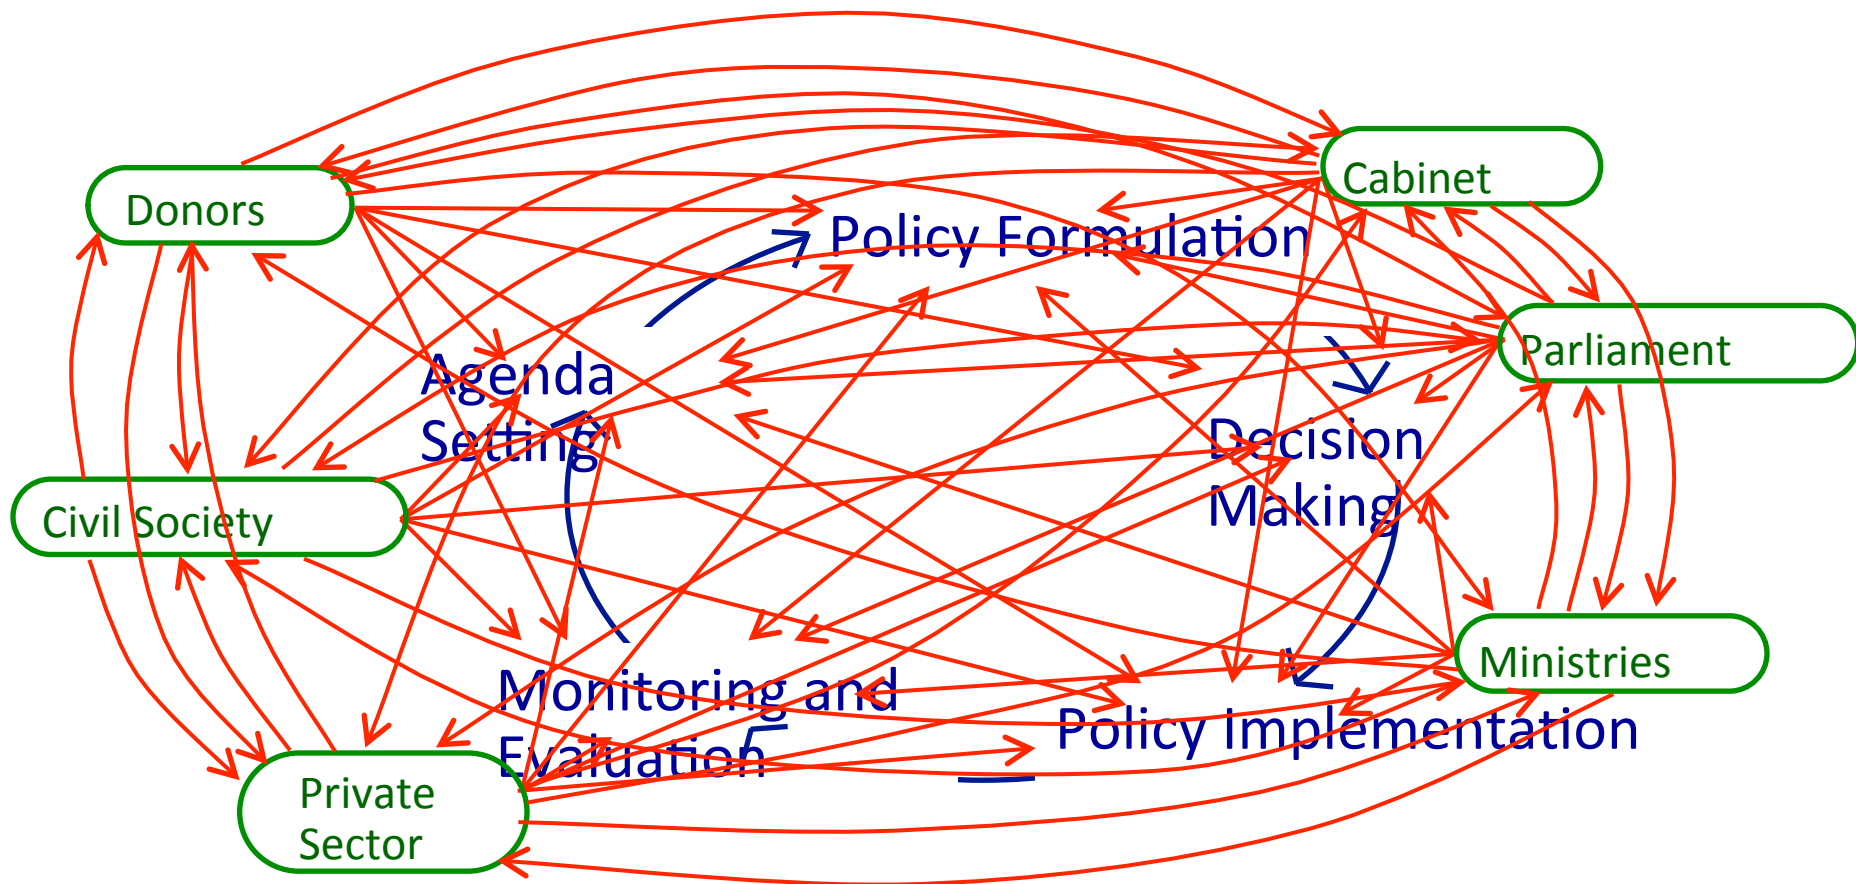 Cabinet
Donors
Policy Formulation
Parliament
Agenda
Setting
Decision
Making
Civil Society
Ministries
Monitoring and
Evaluation
Policy Implementation
Private
Sector